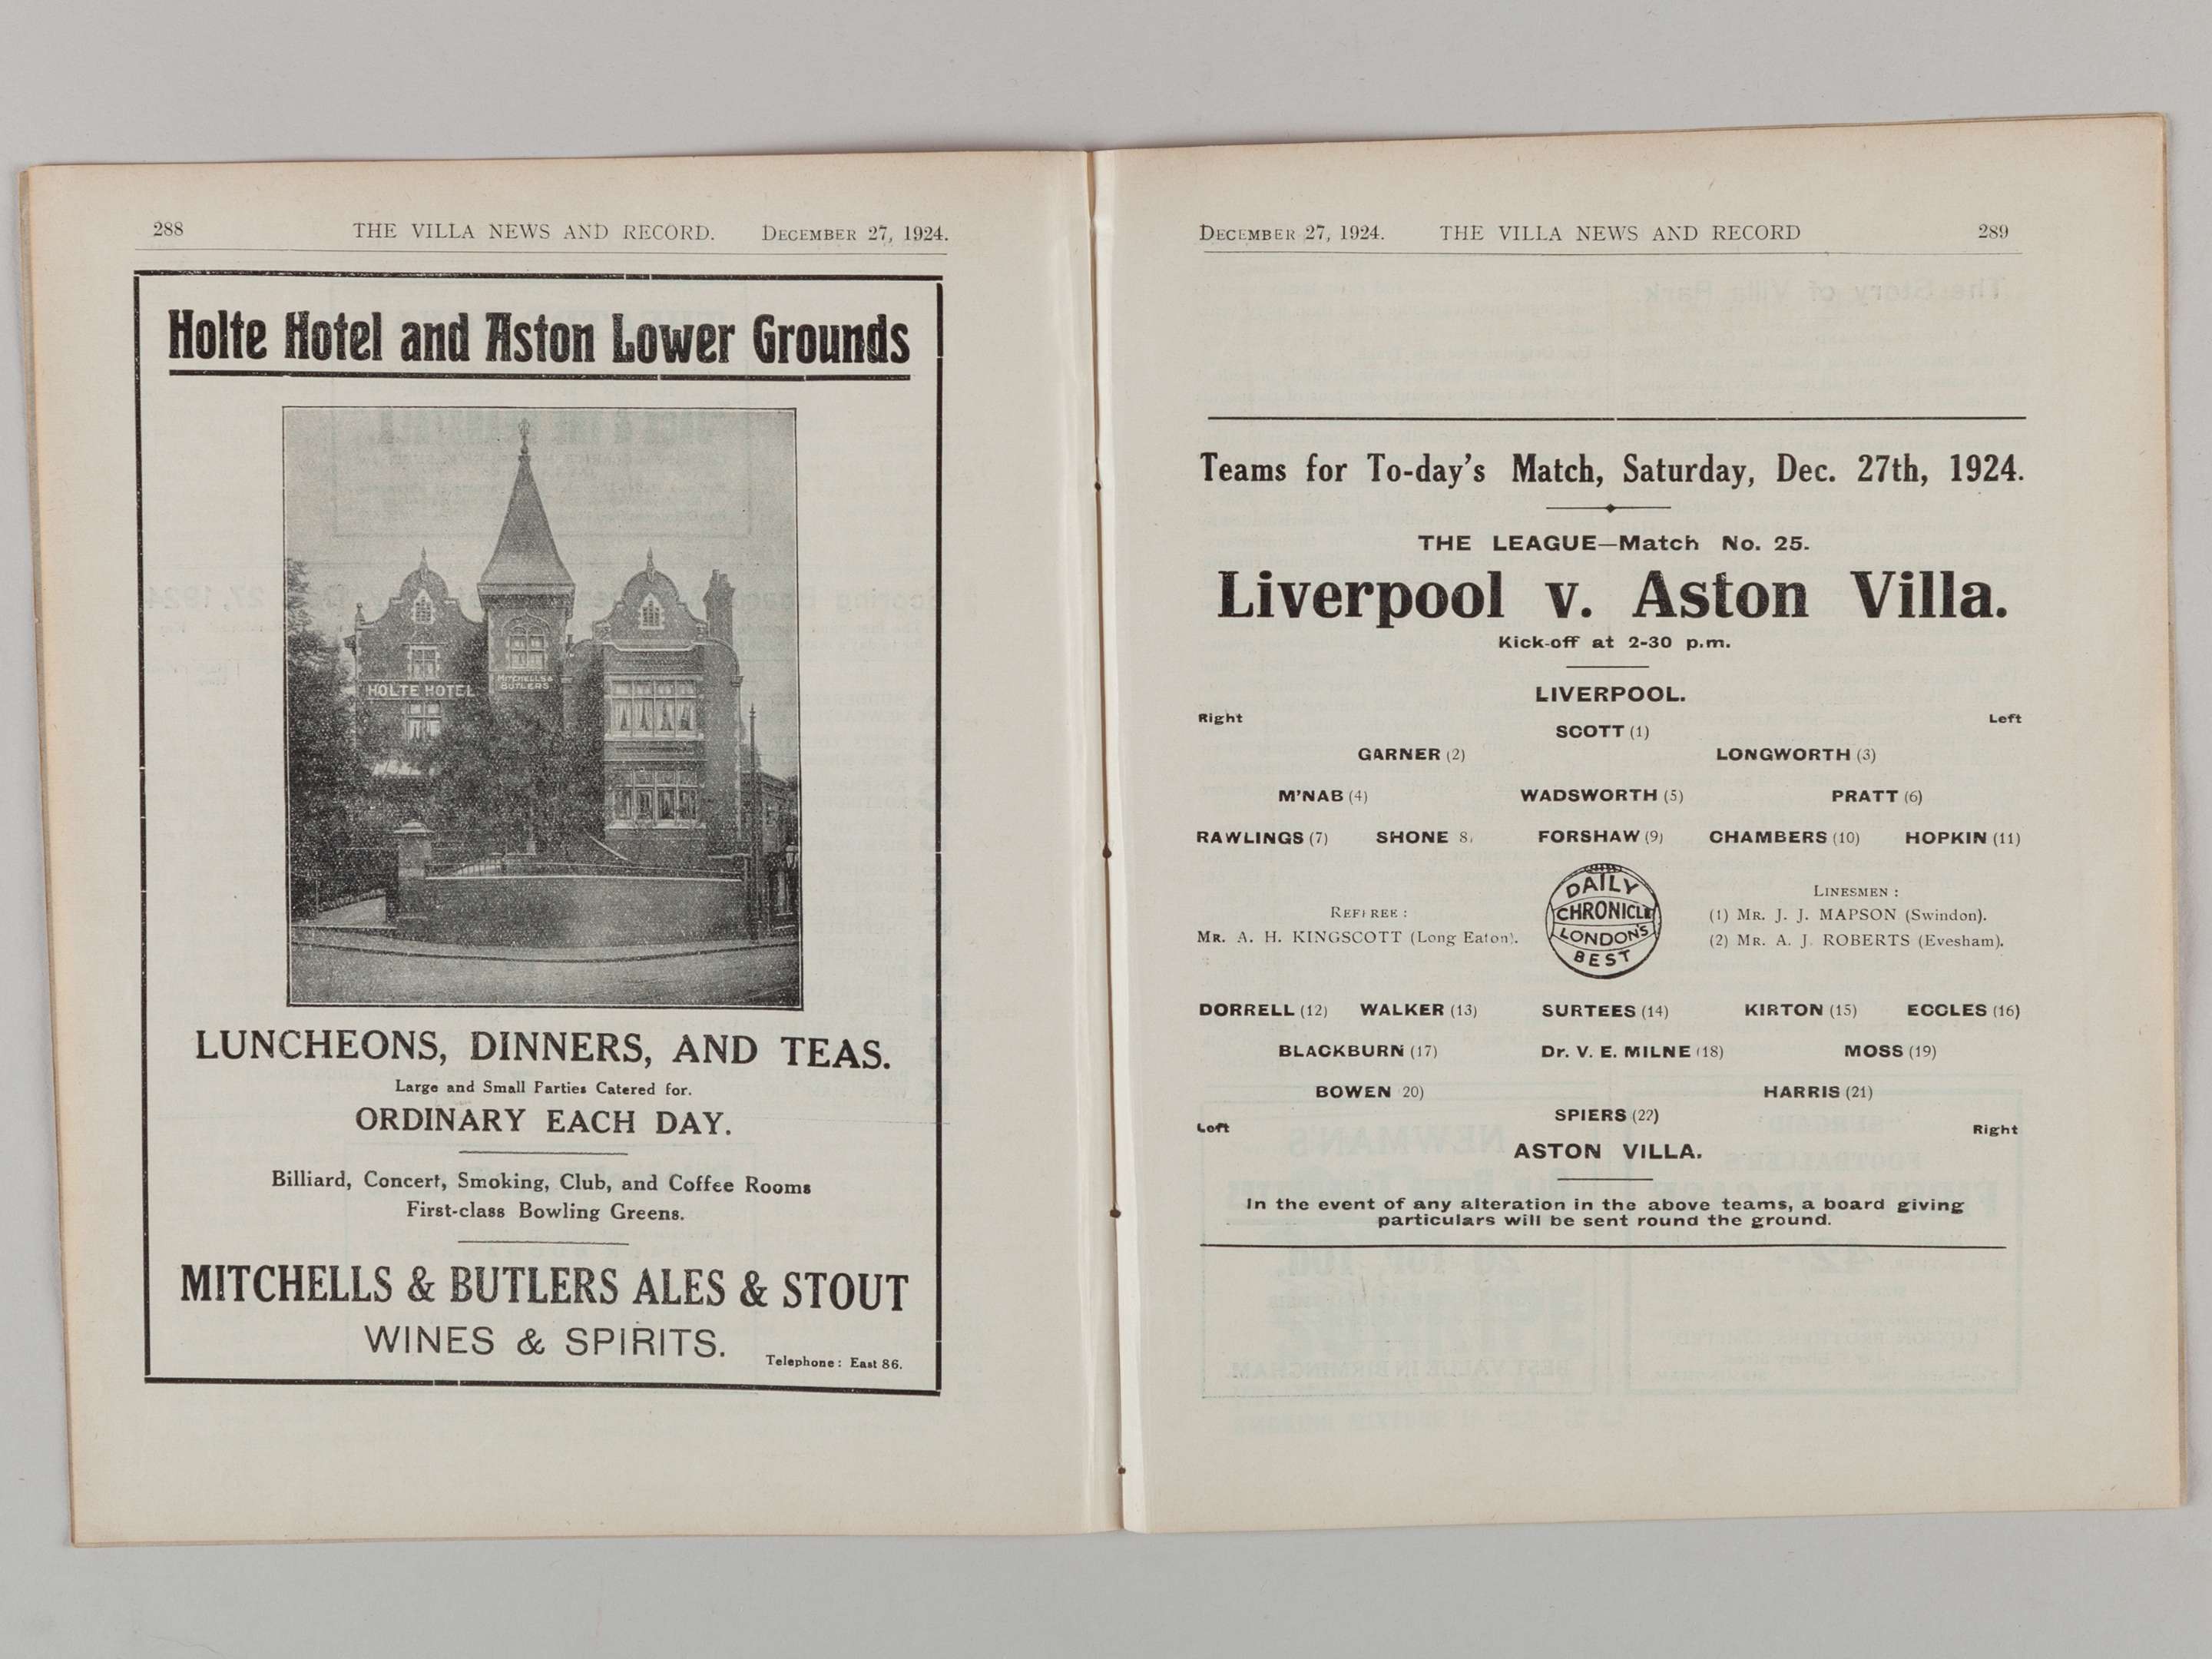 288 THE VILLA NEWS AND RECORD. DECEMBER 27, 1924.
Holte Hotel and Aston Lower Grounds
HOLTE HOTEL
MITCHELLS &
BUTLERS
LUNCHEONS, DINNERS, AND TEAS.
Large and Small Parties Catered for.
ORDINARY EACH DAY.
Billiard, Concert, Smoking, Club, and Coffee Rooms
First-class Bowling Greens.
MITCHELLS & BUTLERS ALES & STOUT
WINES & SPIRITS.
Telephone: East 86.
DECEMBER 27, 1924. THE VILLA NEWS AND RECORD 289
Teams for To-day's Match, Saturday, Dec. 27th, 1924.
THE LEAGUE—Match No. 25.
Liverpool v. Aston Villa.
Kick-off at 2-30 p.m.
LIVERPOOL.
Right Left
SCOTT (1)
GARNER (2) LONGWORTH (3)
M'NAB (4) WADSWORTH (5) PRATT (6)
RAWLINGS (7) SHONE 8) FORSHAW (9) CHAMBERS (10) HOPKIN (11)
REFEREE:
MR. A. H. KINGSCOTT (Long Eaton).
DAILY
CHRONICLE
LONDON'S
BEST
LINESMEN:
(1) MR. J. J. MAPSON (Swindon).
(2) MR. A. J. ROBERTS (Evesham).
DORRELL (12) WALKER (13) SURTEES (14) KIRTON (15) ECCLES (16)
BLACKBURN (17) Dr. V. E. MILNE (18) MOSS (19)
BOWEN 20) HARRIS (21)
SPIERS (22)
Left Right
ASTON VILLA.
In the event of any alteration in the above teams, a board giving
particulars will be sent round the ground.